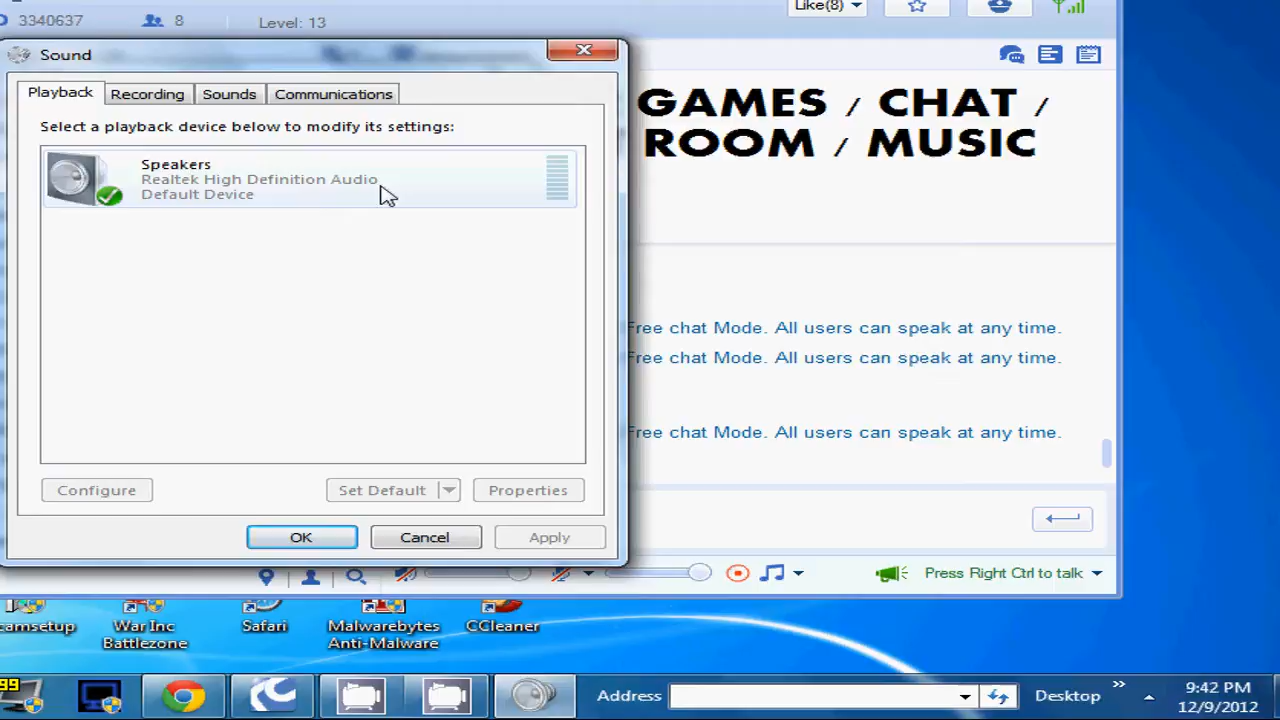 3340637
8
Level: 13
Like(8)
Sound
Playback
Recording
Sounds
Communications
Select a playback device below to modify its settings:
Speakers
Realtek High Definition Audio
Default Device
Configure
Set Default
Properties
OK
Cancel
Apply
GAMES / CHAT /
ROOM / MUSIC
Free chat Mode. All users can speak at any time.
Free chat Mode. All users can speak at any time.
Free chat Mode. All users can speak at any time.
Press Right Ctrl to talk
camsetup
War Inc
Battlezone
Safari
Malwarebytes
Anti-Malware
CCleaner
99
Address
Desktop
9:42 PM
12/9/2012